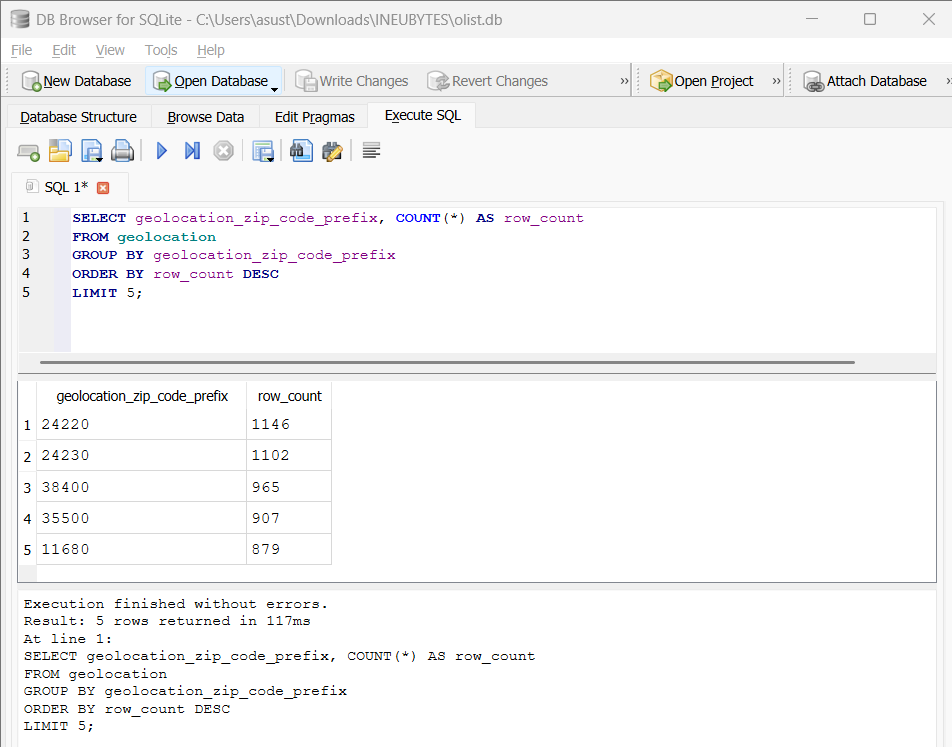 DB Browser for SQLite - C:\Users\asust\Downloads\INEUBYTES\olist.db
File Edit View Tools Help
New Database Open Database Write Changes Revert Changes » Open Project » Attach Database »
Database Structure Browse Data Edit Pragmas Execute SQL
SQL 1*
1 SELECT geolocation_zip_code_prefix, COUNT(*) AS row_count
2 FROM geolocation
3 GROUP BY geolocation_zip_code_prefix
4 ORDER BY row_count DESC
5 LIMIT 5;
geolocation_zip_code_prefix row_count
1 24220 1146
2 24230 1102
3 38400 965
4 35500 907
5 11680 879
Execution finished without errors.
Result: 5 rows returned in 117ms
At line 1:
SELECT geolocation_zip_code_prefix, COUNT(*) AS row_count
FROM geolocation
GROUP BY geolocation_zip_code_prefix
ORDER BY row_count DESC
LIMIT 5;